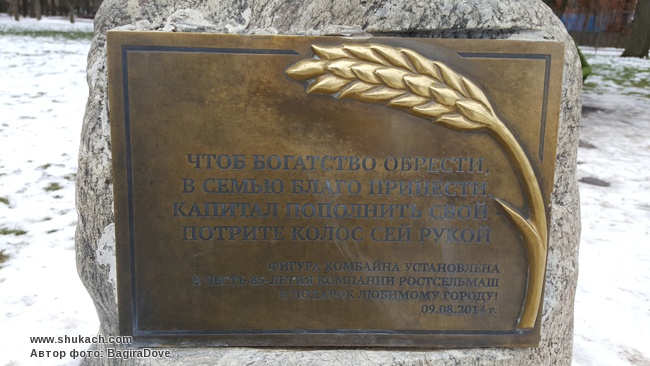 ЧТОБ БОГАТСТВО ОБРЕСТИ,
В СЕМЬЮ БЛАГО ПРИВЕСТИ,
КАПИТАЛ ПОПОЛНИТЬ СВОЙ -
ПОТРИТЕ КОЛОС СЕЙ РУКОЙ
ФИГУРА КОМБАЙНА УСТАНОВЛЕНА
В ЧЕСТЬ 85-ЛЕТИЯ КОМПАНИИ РОСТСЕЛЬМАШ
В ПОДАРОК ЛЮБИМОМУ ГОРОДУ!
09.08.2014 г.
www.shukach.com
Автор фото: BagiraDove